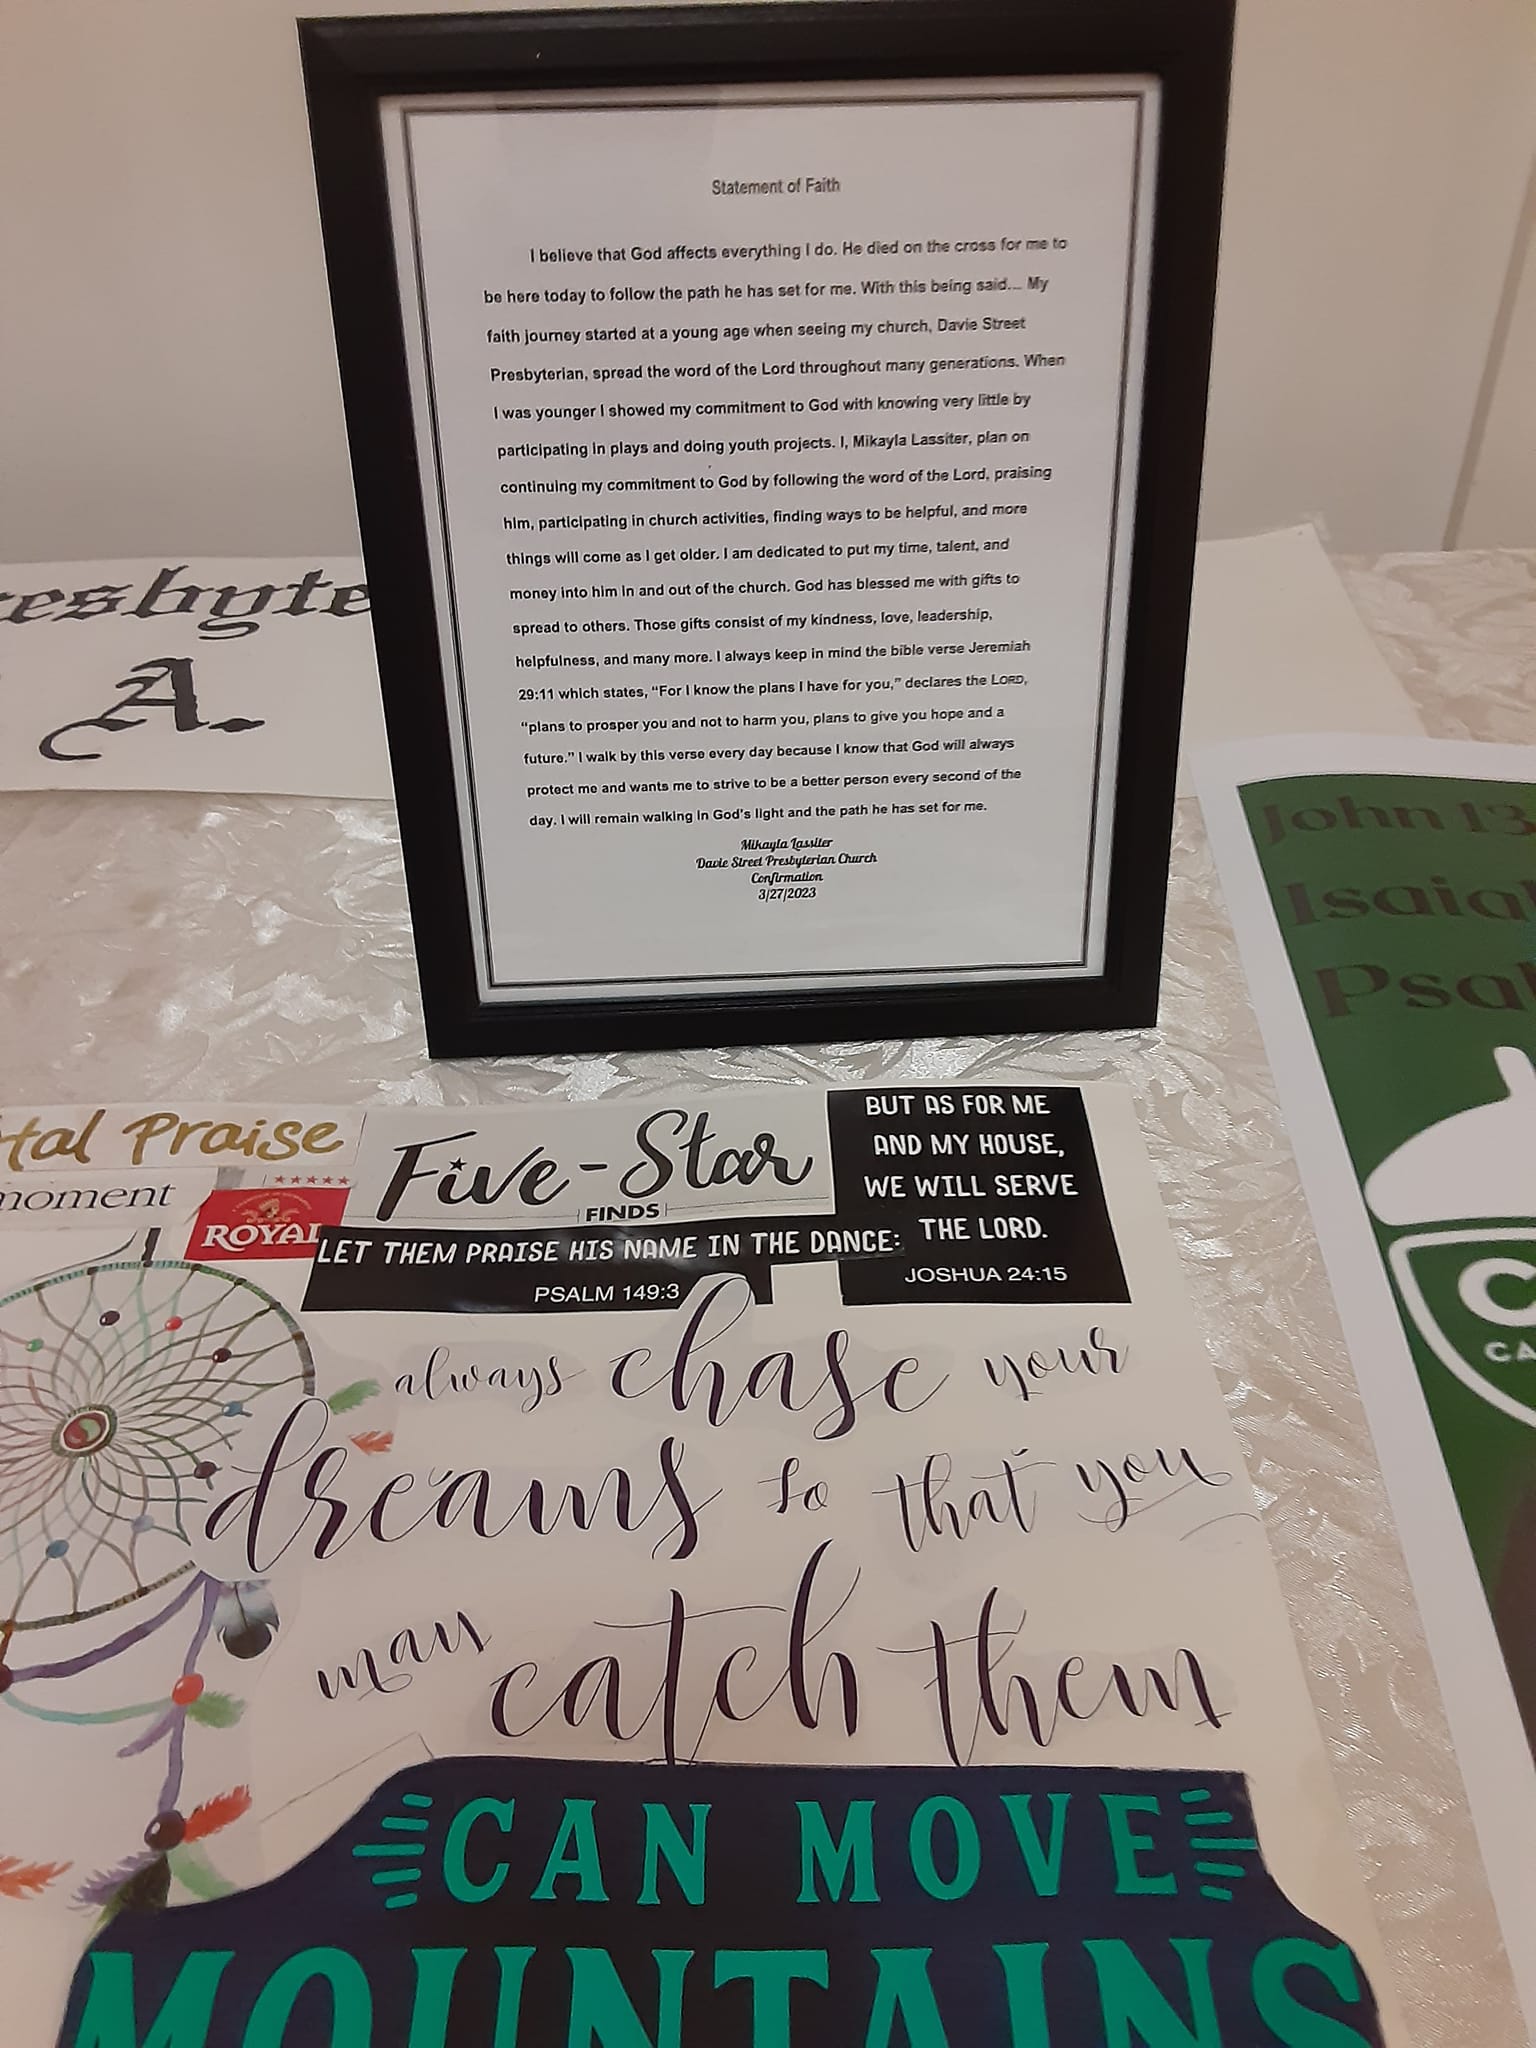 Statement of Faith
I believe that God affects everything I do. He died on the cross for me to
be here today to follow the path he has set for me. With this being said... My
faith journey started at a young age when seeing my church, Davie Street
Presbyterian, spread the word of the Lord throughout many generations. When
I was younger I showed my commitment to God with knowing very little by
participating in plays and doing youth projects. I, Mikayla Lassiter, plan on
continuing my commitment to God by following the word of the Lord, praising
him, participating in church activities, finding ways to be helpful, and more
things will come as I get older. I am dedicated to put my time, talent, and
money into him in and out of the church. God has blessed me with gifts to
spread to others. Those gifts consist of my kindness, love, leadership,
helpfulness, and many more. I always keep in mind the bible verse Jeremiah
29:11 which states, “For I know the plans I have for you,” declares the LORD,
“plans to prosper you and not to harm you, plans to give you hope and a
future.” I walk by this verse every day because I know that God will always
protect me and wants me to strive to be a better person every second of the
day. I will remain walking in God's light and the path he has set for me.
Mikayla Lassiter
Davie Street Presbyterian Church
Confirmation
3/27/2023
resbyte
A.
John 13
Isaia
Psal
C
CA
tal Praise
moment
ROYAL
Five-Star
FINDS
BUT AS FOR ME
AND MY HOUSE,
WE WILL SERVE
THE LORD.
JOSHUA 24:15
LET THEM PRAISE HIS NAME IN THE DANCE:
PSALM 149:3
always chase your
dreams so that you
may catch them
CAN MOVE
MOUNTAINS